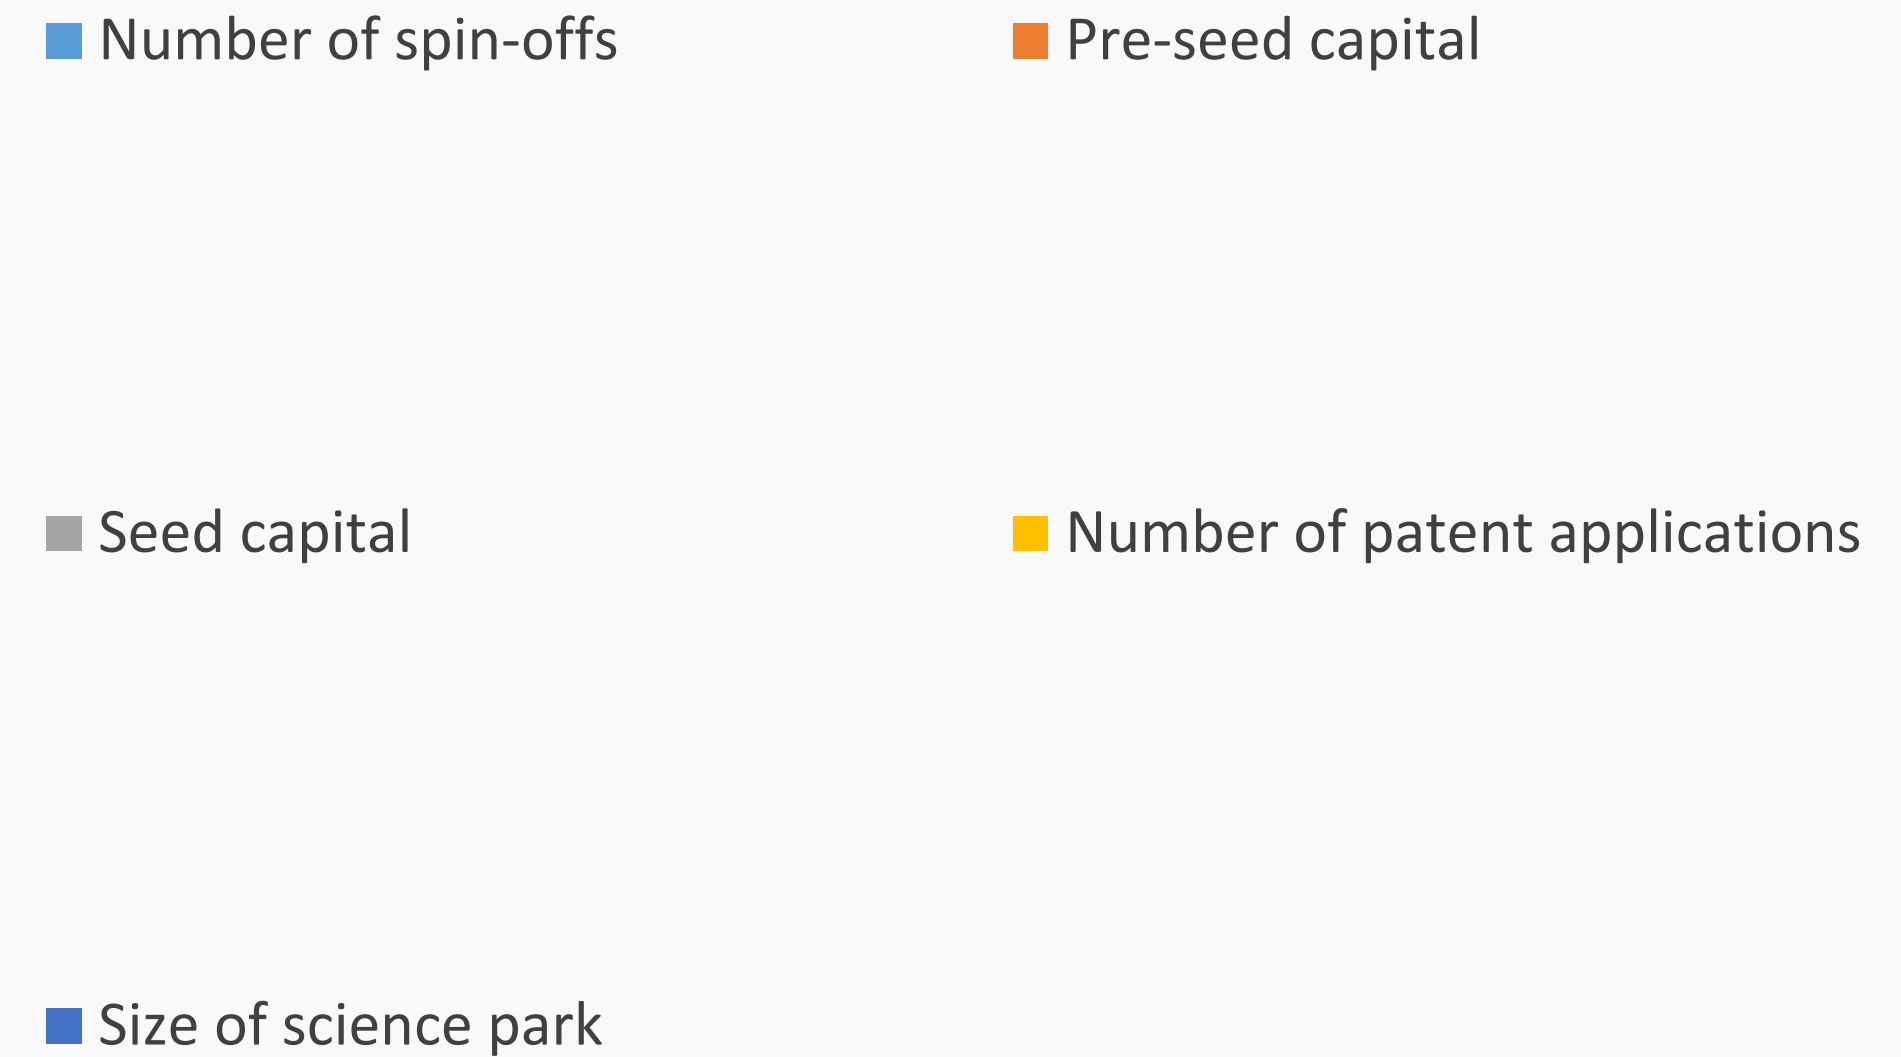 Number of spin-offs
Pre-seed capital
Seed capital
Number of patent applications
Size of science park